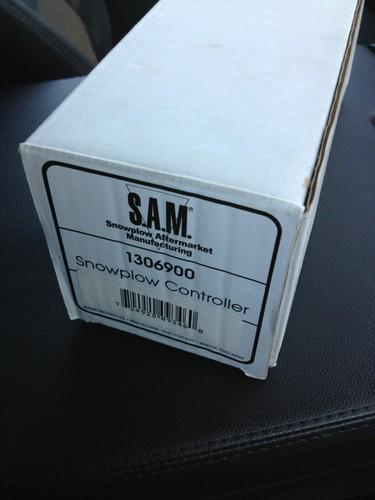 S.A.M.®
Snowplow Aftermarket
Manufacturing
1306900
Snowplow Controller